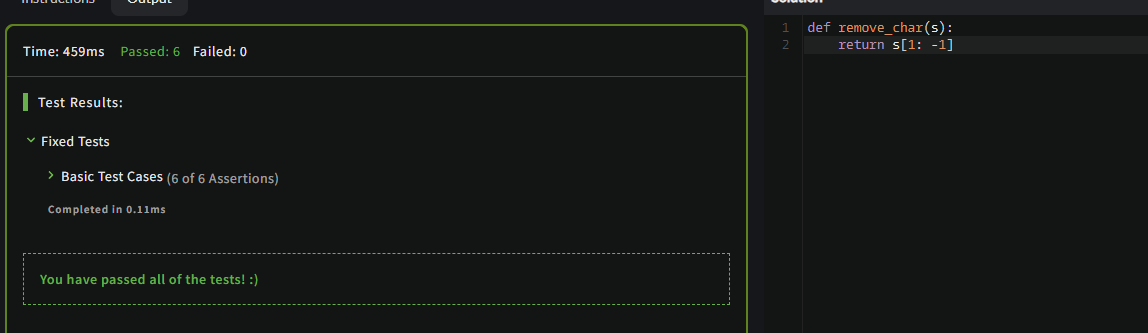 Instructions
Output
Solution
Time: 459ms Passed: 6 Failed: 0
Test Results:
Fixed Tests
Basic Test Cases (6 of 6 Assertions)
Completed in 0.11ms
You have passed all of the tests! :)
1 def remove_char(s):
2 return s[1: -1]